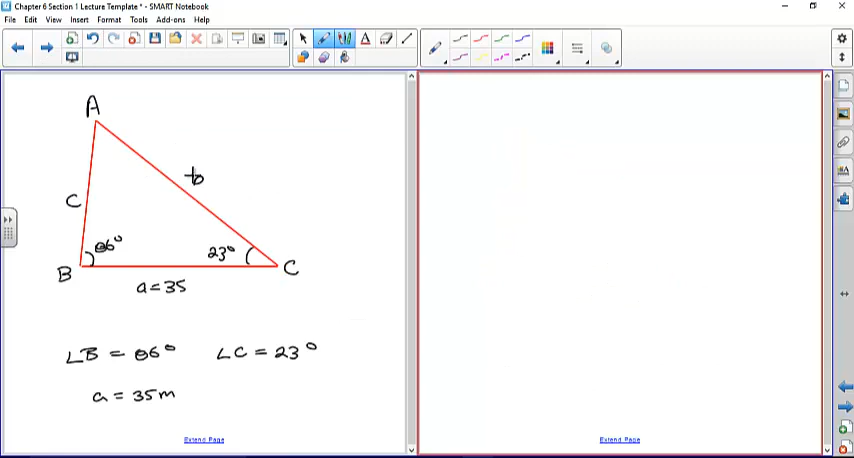 Chapter 6 Section 1 Lecture Template * - SMART Notebook
File Edit View Insert Format Tools Add-ons Help
A
b
C
86° 23°
B C
a = 35
∠B = 86° ∠C = 23°
a = 35m
Extend Page Extend Page